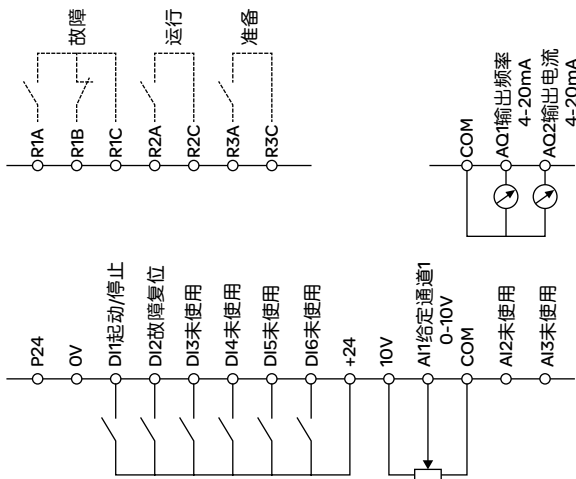 R1A
R1B
R1C
R2A
R2C
R3A
R3C
故障
运行
准备
COM
AQ1输出频率
4-20mA
AQ2输出电流
4-20mA
P24
0V
DI1起动/停止
DI2故障复位
DI3未使用
DI4未使用
DI5未使用
DI6未使用
+24
10V
AI1给定通道1
0-10V
COM
AI2未使用
AI3未使用